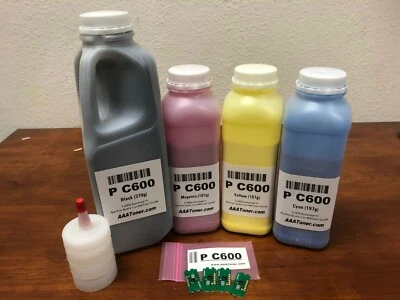 P C600
Black (570g)
AAAToner.com
P C600
Magenta (197g)
AAAToner.com
P C600
Yellow (197g)
AAAToner.com
P C600
Cyan (197g)
AAAToner.com
P C600